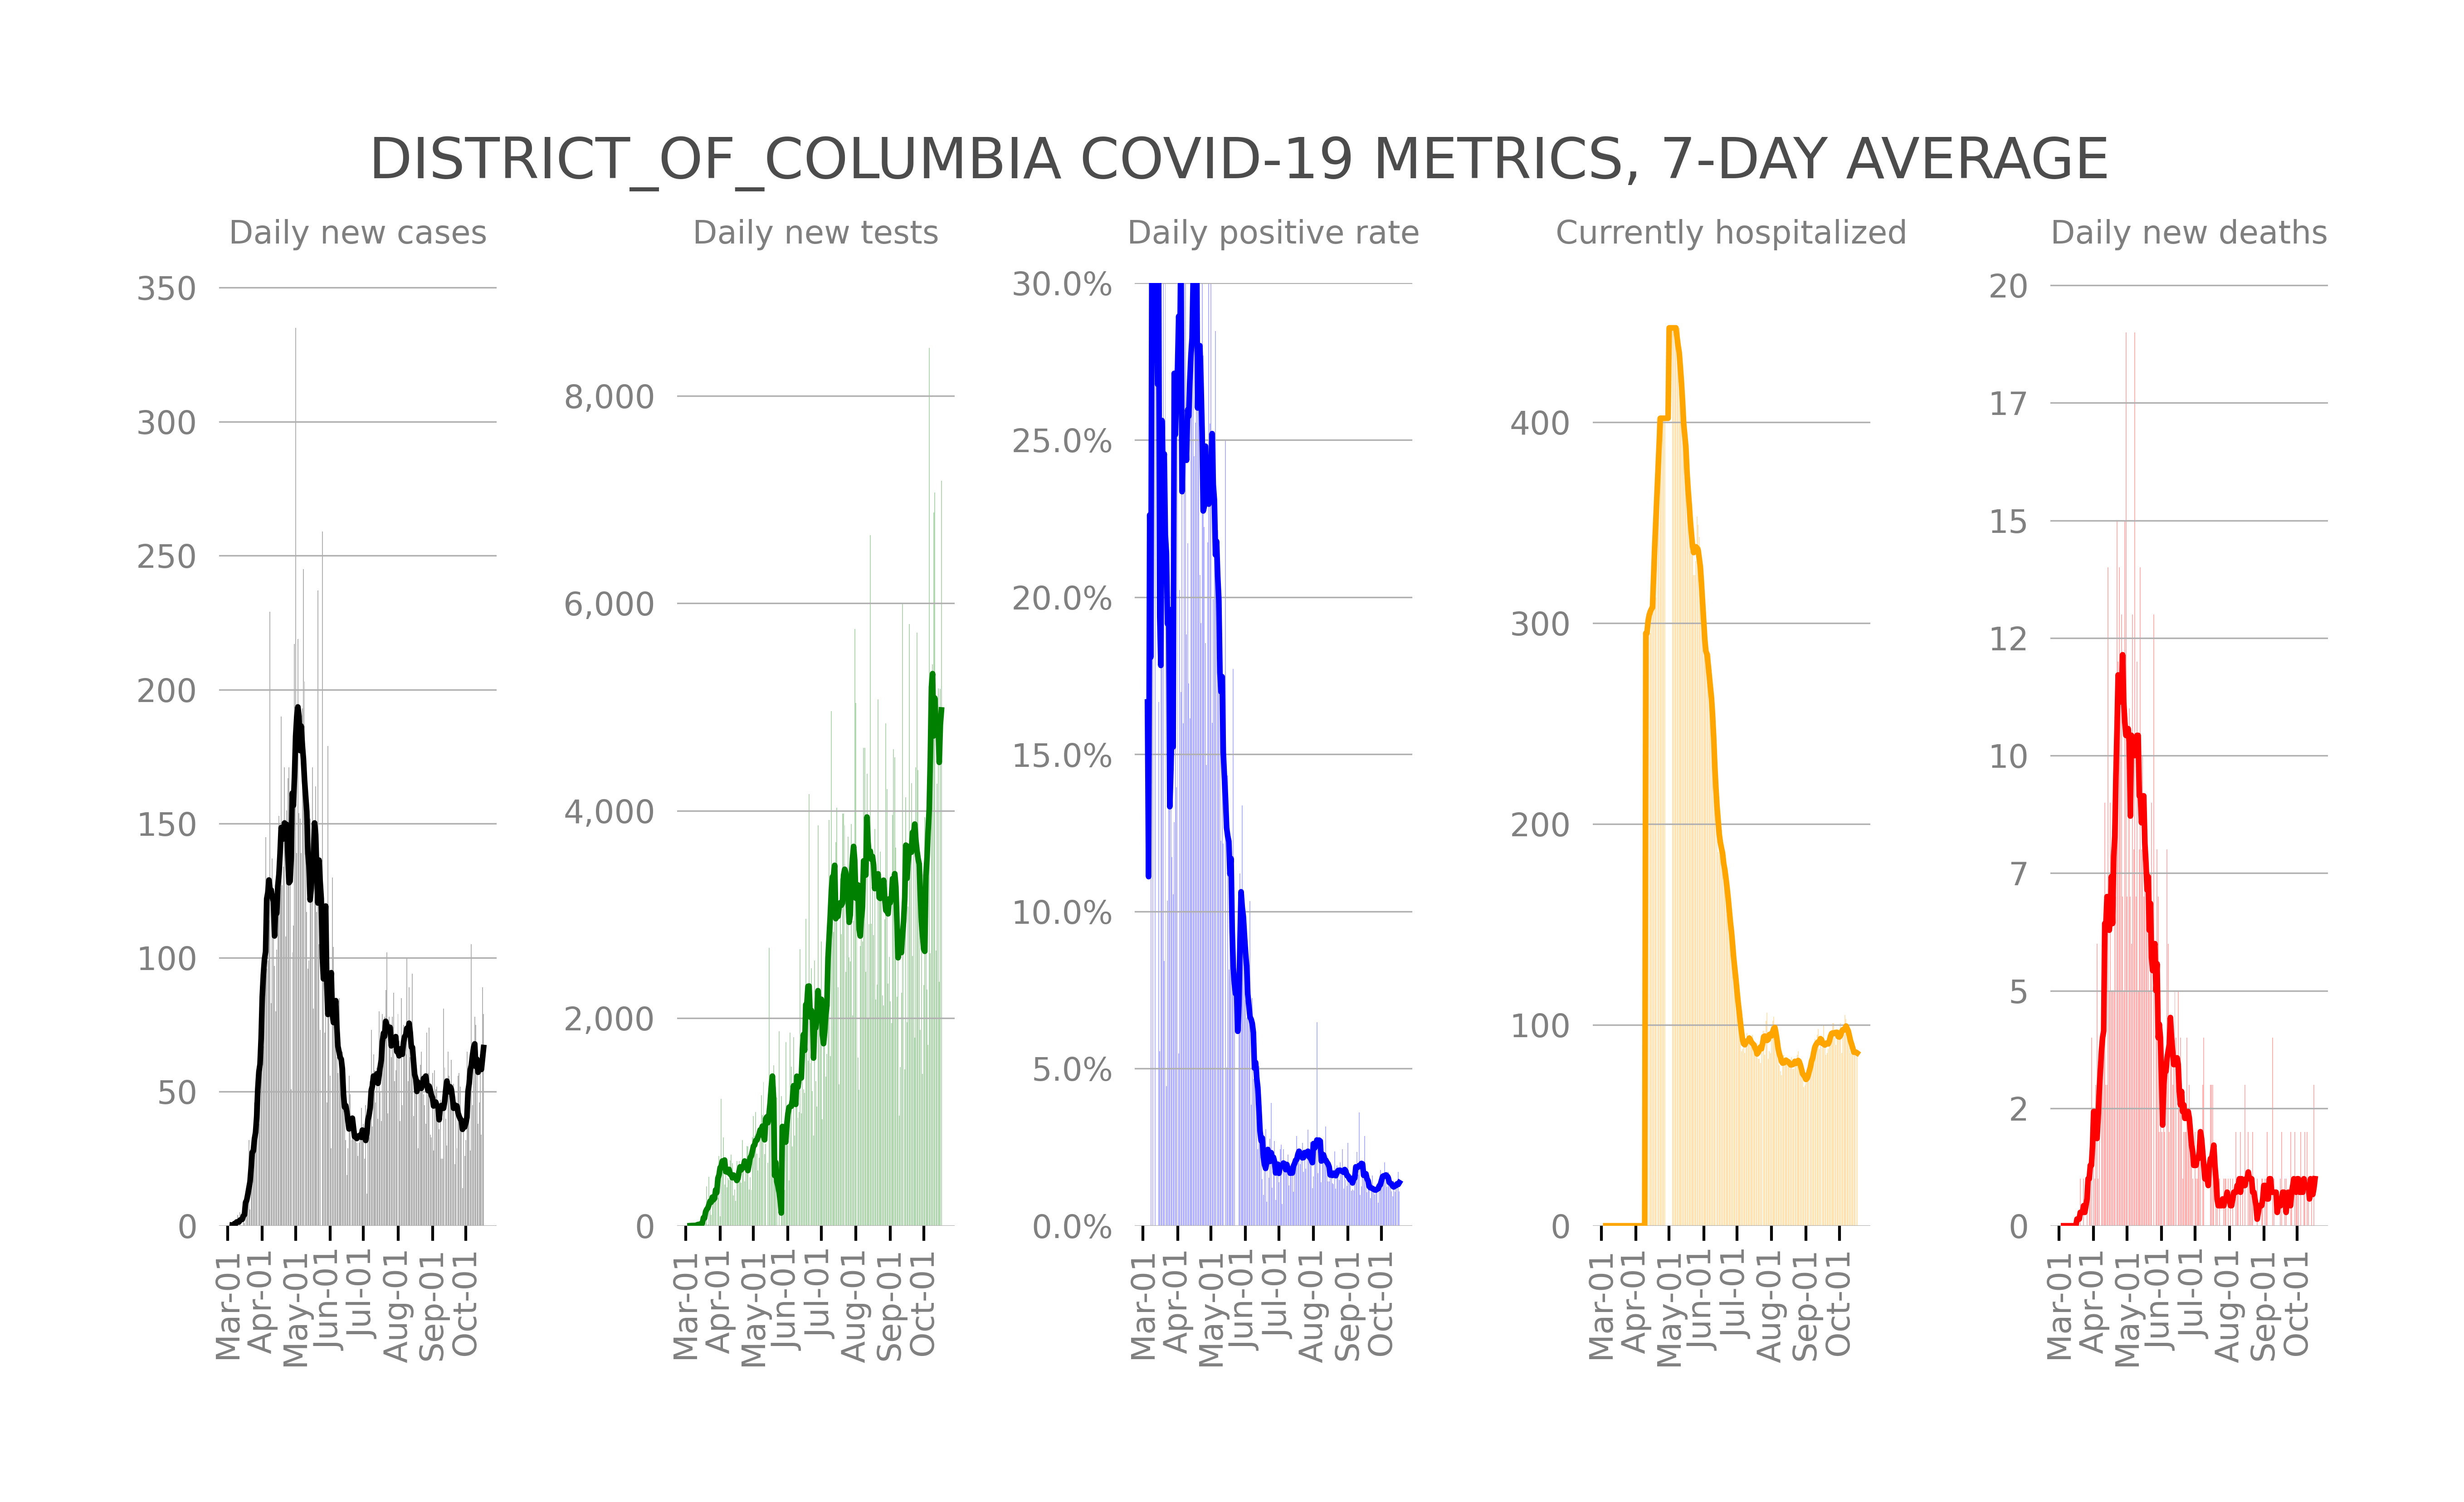 DISTRICT_OF_COLUMBIA COVID-19 METRICS, 7-DAY AVERAGE
Daily new cases
350
300
250
200
150
100
50
0
Mar-01
Apr-01
May-01
Jun-01
Jul-01
Aug-01
Sep-01
Oct-01
Daily new tests
8,000
6,000
4,000
2,000
0
Mar-01
Apr-01
May-01
Jun-01
Jul-01
Aug-01
Sep-01
Oct-01
Daily positive rate
30.0%
25.0%
20.0%
15.0%
10.0%
5.0%
0.0%
Mar-01
Apr-01
May-01
Jun-01
Jul-01
Aug-01
Sep-01
Oct-01
Currently hospitalized
400
300
200
100
0
Mar-01
Apr-01
May-01
Jun-01
Jul-01
Aug-01
Sep-01
Oct-01
Daily new deaths
20
17
15
12
10
7
5
2
0
Mar-01
Apr-01
May-01
Jun-01
Jul-01
Aug-01
Sep-01
Oct-01